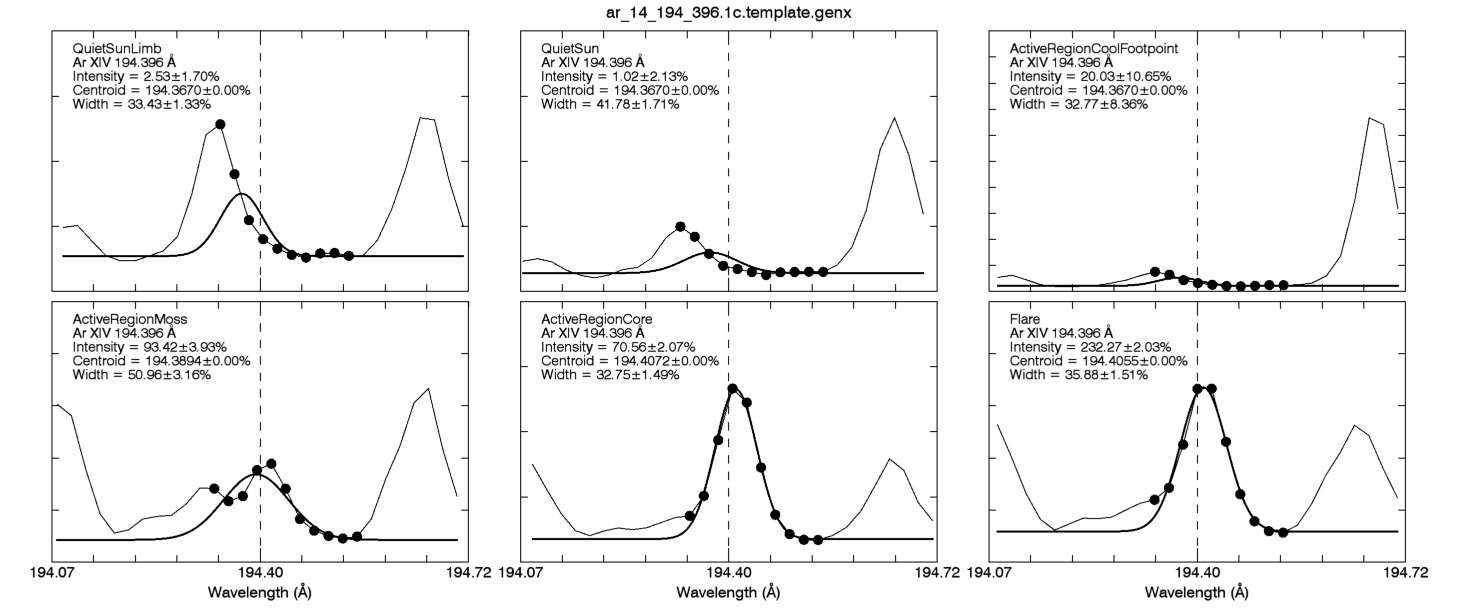 ar_14_194_396.1c.template.genx
QuietSunLimb
Ar XIV 194.396 Å
Intensity = 2.53±1.70%
Centroid = 194.3670±0.00%
Width = 33.43±1.33%
QuietSun
Ar XIV 194.396 Å
Intensity = 1.02±2.13%
Centroid = 194.3670±0.00%
Width = 41.78±1.71%
ActiveRegionCoolFootpoint
Ar XIV 194.396 Å
Intensity = 20.03±10.65%
Centroid = 194.3670±0.00%
Width = 32.77±8.36%
ActiveRegionMoss
Ar XIV 194.396 Å
Intensity = 93.42±3.93%
Centroid = 194.3894±0.00%
Width = 50.96±3.16%
ActiveRegionCore
Ar XIV 194.396 Å
Intensity = 70.56±2.07%
Centroid = 194.4072±0.00%
Width = 32.75±1.49%
Flare
Ar XIV 194.396 Å
Intensity = 232.27±2.03%
Centroid = 194.4055±0.00%
Width = 35.88±1.51%
194.07 194.40 194.72 194.07 194.40 194.07 194.40 194.72
Wavelength (Å) Wavelength (Å) Wavelength (Å)